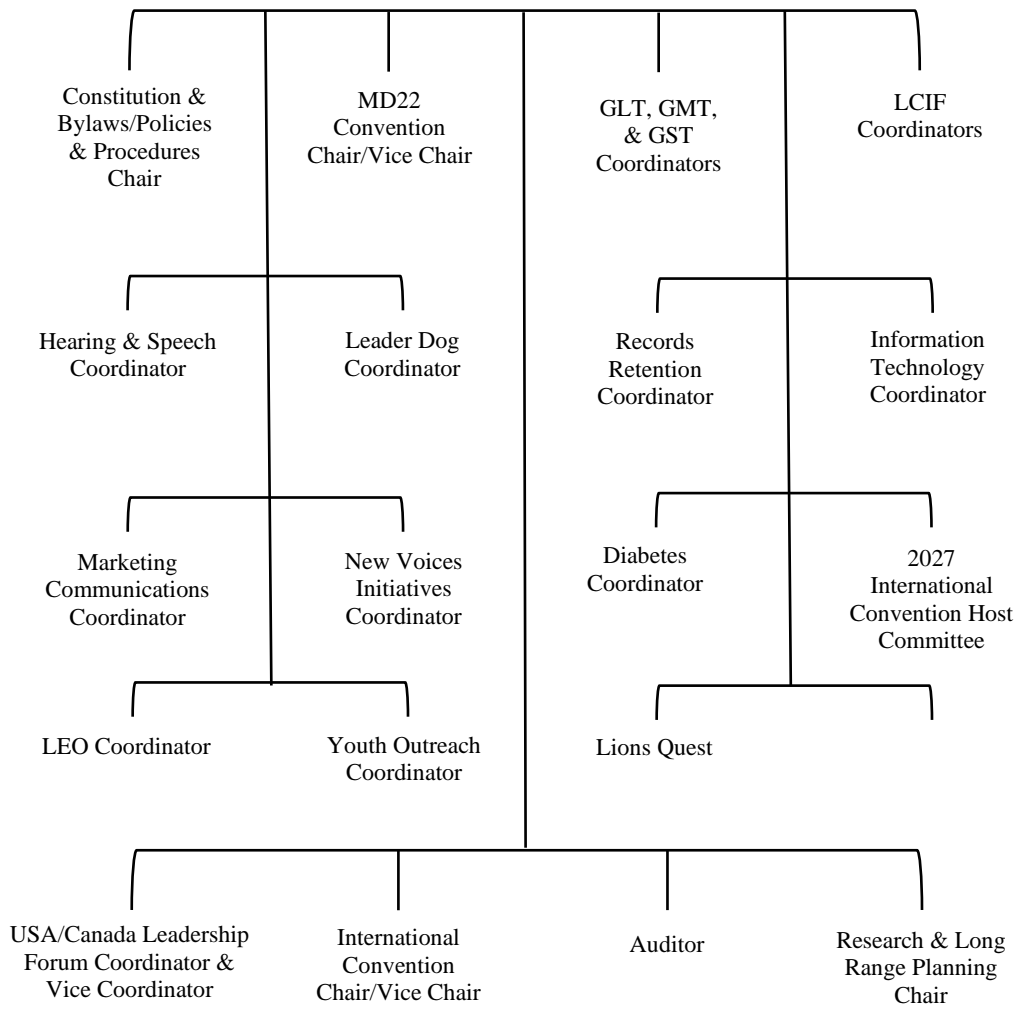 Constitution &
Bylaws/Policies
& Procedures
Chair
MD22
Convention
Chair/Vice Chair
GLT, GMT,
& GST
Coordinators
LCIF
Coordinators
Hearing & Speech
Coordinator
Leader Dog
Coordinator
Records
Retention
Coordinator
Information
Technology
Coordinator
Marketing
Communications
Coordinator
New Voices
Initiatives
Coordinator
Diabetes
Coordinator
2027
International
Convention Host
Committee
LEO Coordinator
Youth Outreach
Coordinator
Lions Quest
USA/Canada Leadership
Forum Coordinator &
Vice Coordinator
International
Convention
Chair/Vice Chair
Auditor
Research & Long
Range Planning
Chair